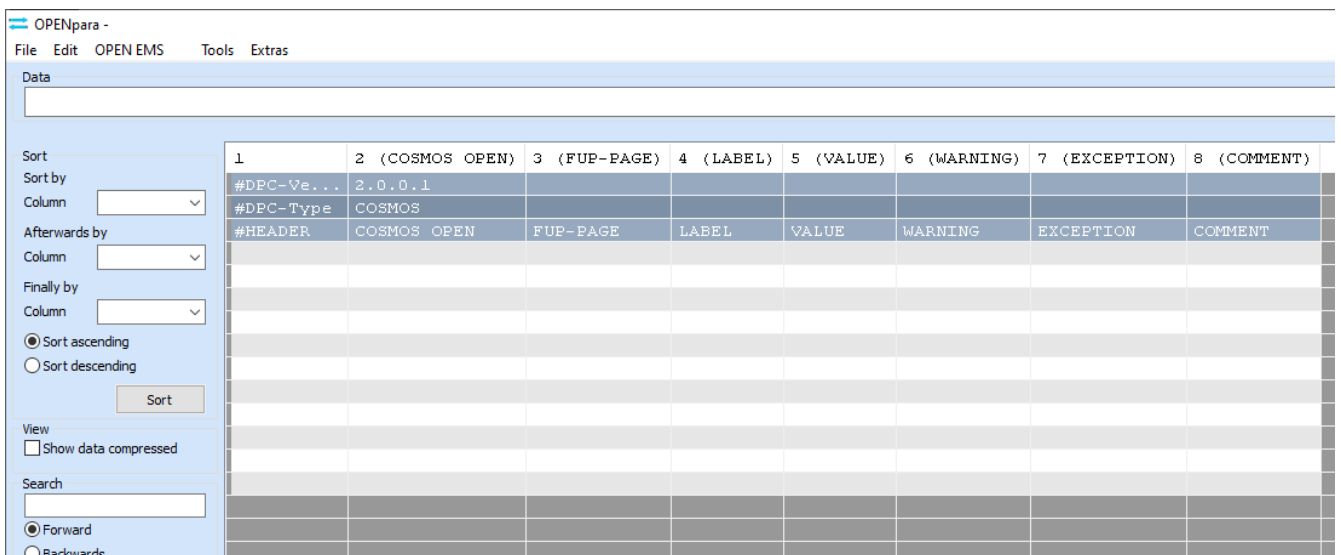 OPENpara -
File Edit OPEN EMS Tools Extras
Data
Sort
Sort by
Column
Afterwards by
Column
Finally by
Column
Sort ascending
Sort descending
Sort
View
Show data compressed
Search
Forward
Backwards
1 2 (COSMOS OPEN) 3 (FUP-PAGE) 4 (LABEL) 5 (VALUE) 6 (WARNING) 7 (EXCEPTION) 8 (COMMENT)
#DPC-Ve... 2.0.0.1
#DPC-Type COSMOS
#HEADER COSMOS OPEN FUP-PAGE LABEL VALUE WARNING EXCEPTION COMMENT